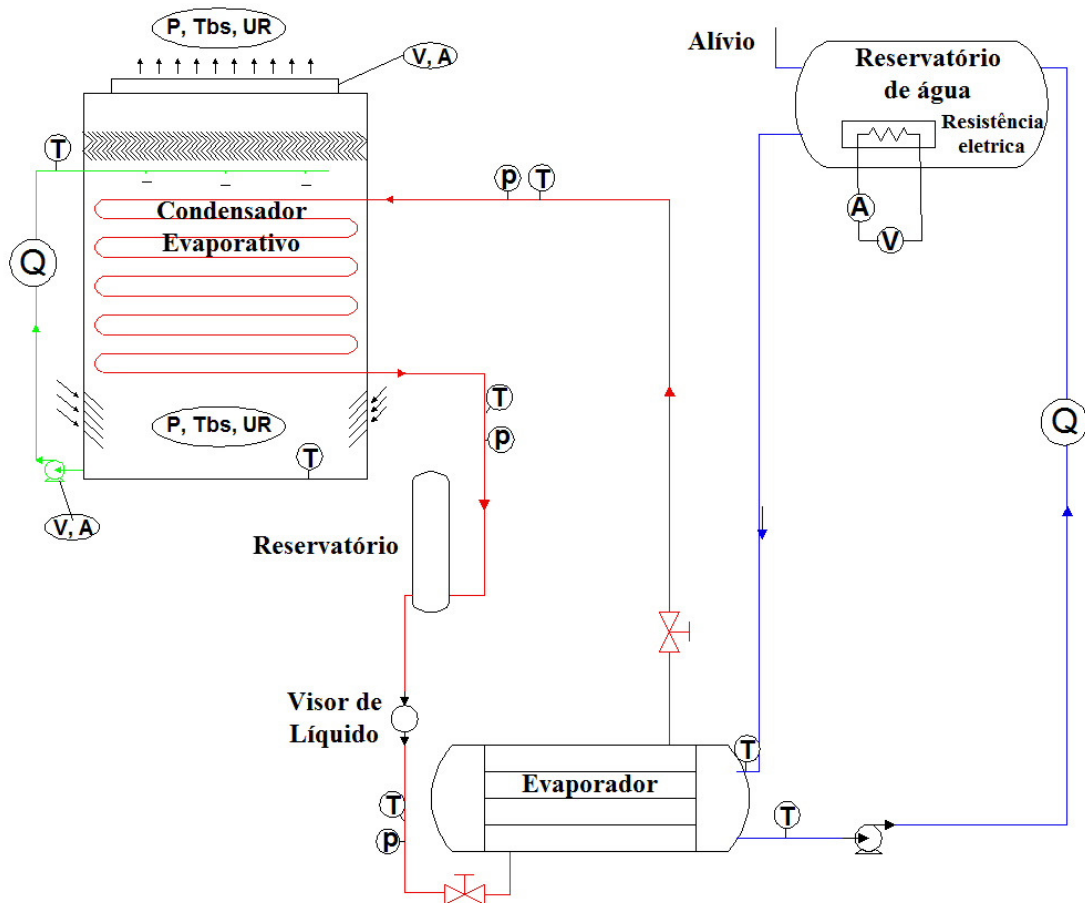 P, Tbs, UR
V, A
Alívio
Reservatório
de água
Resistência
eletrica
A
V
T
p
T
Condensador
Evaporativo
Q
T
p
P, Tbs, UR
T
V, A
Q
Reservatório
Visor de
Líquido
T
p
Evaporador
T
T